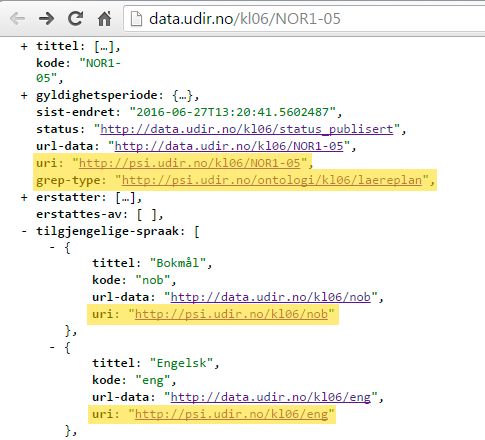 data.udir.no/kl06/NOR1-05
+ tittel: […],
kode: "NOR1-
05",
+ gyldighetsperiode: {…},
sist-endret: "2016-06-27T13:20:41.5602487",
status: "http://data.udir.no/kl06/status_publisert",
url-data: "http://data.udir.no/kl06/NOR1-05",
uri: "http://psi.udir.no/kl06/NOR1-05",
grep-type: "http://psi.udir.no/ontologi/kl06/laereplan",
+ erstatter: […],
erstattes-av: [ ],
- tilgjengelige-spraak: [
- {
tittel: "Bokmål",
kode: "nob",
url-data: "http://data.udir.no/kl06/nob",
uri: "http://psi.udir.no/kl06/nob"
},
- {
tittel: "Engelsk",
kode: "eng",
url-data: "http://data.udir.no/kl06/eng",
uri: "http://psi.udir.no/kl06/eng"
},